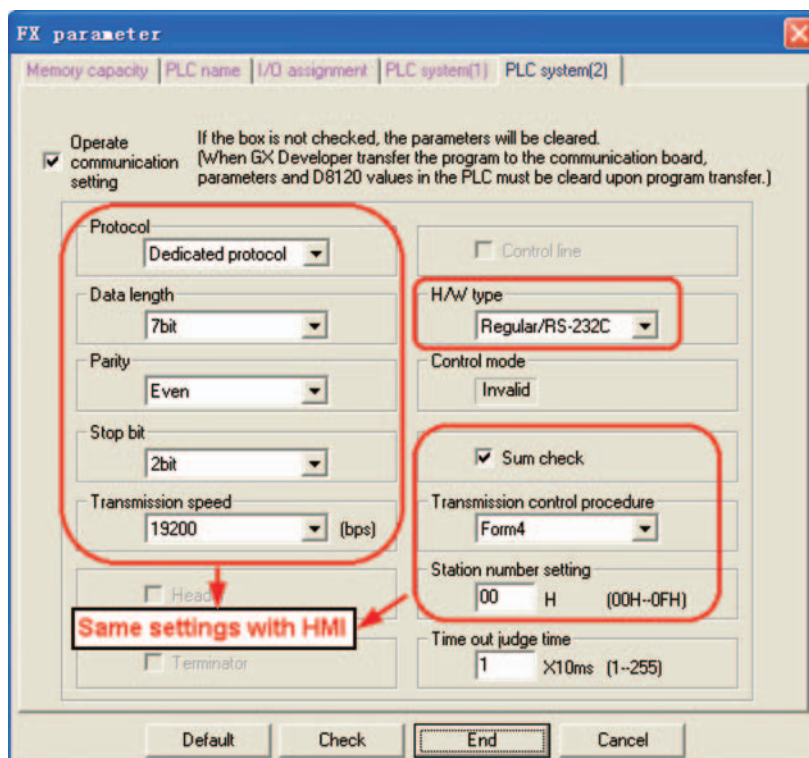 FX parameter
Memory capacity PLC name I/O assignment PLC system(1) PLC system(2)
Operate communication setting
If the box is not checked, the parameters will be cleared.
(When GX Developer transfer the program to the communication board,
parameters and D8120 values in the PLC must be cleard upon program transfer.)
Protocol
Dedicated protocol
Control line
Data length
7bit
H/W type
Regular/RS-232C
Parity
Even
Control mode
Invalid
Stop bit
2bit
Sum check
Transmission speed
19200 (bps)
Transmission control procedure
Form4
Station number setting
00 H (00H--0FH)
Same settings with HMI
Terminator
Time out judge time
1 X10ms (1--255)
Default Check End Cancel